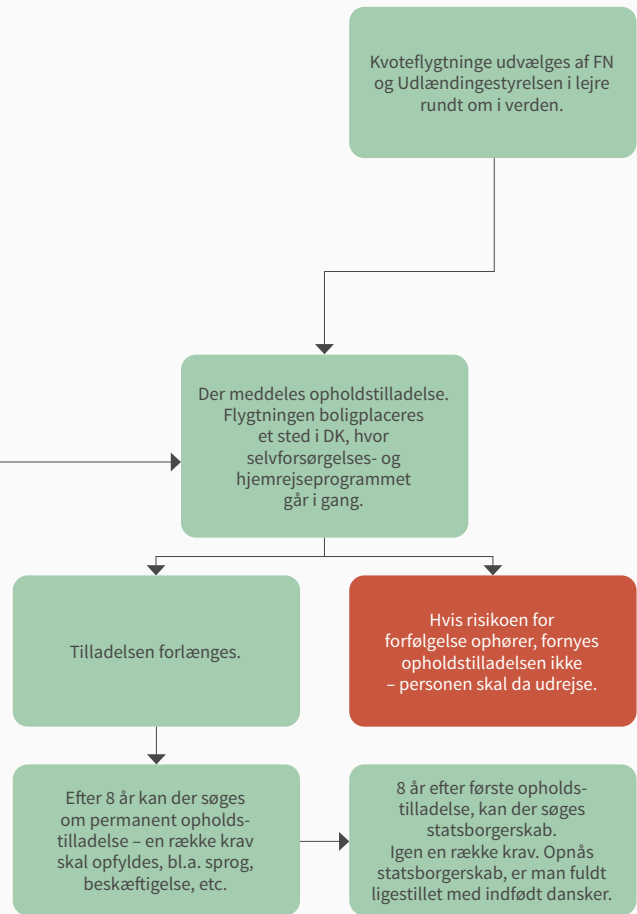 Kvoteflygtninge udvælges af FN
og Udlændingestyrelsen i lejre
rundt om i verden.
Der meddeles opholdstilladelse.
Flygtningen boligplaceres
et sted i DK, hvor
selvforsørgelses- og
hjemrejseprogrammet
går i gang.
Tilladelsen forlænges.
Hvis risikoen for
forfølgelse ophører, fornyes
opholdstilladelsen ikke
– personen skal da udrejse.
Efter 8 år kan der søges
om permanent opholds-
tilladelse – en række krav
skal opfyldes, bl.a. sprog,
beskæftigelse, etc.
8 år efter første opholds-
tilladelse, kan der søges
statsborgerskab.
Igen en række krav. Opnås
statsborgerskab, er man fuldt
ligestillet med indfødt dansker.